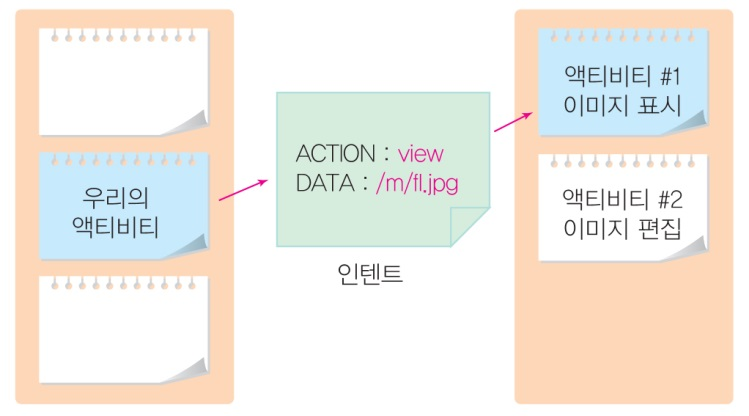 우리의
액티비티
ACTION : view
DATA : /m/fl.jpg
인텐트
액티비티 #1
이미지 표시
액티비티 #2
이미지 편집